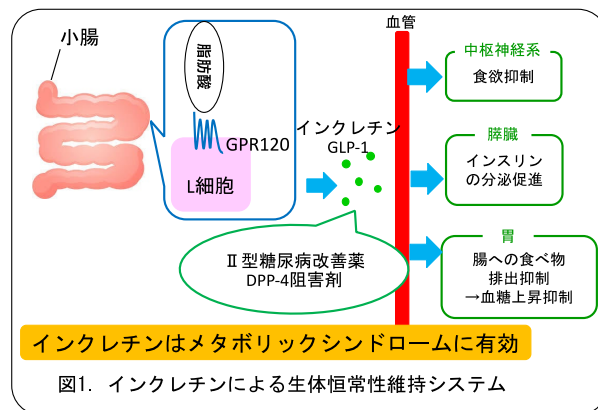 小腸
脂肪酸
GPR120
L細胞
インクレチン
GLP-1
血管
中枢神経系
食欲抑制
膵臓
インスリン
の分泌促進
胃
腸への食べ物
排出抑制
→血糖上昇抑制
Ⅱ型糖尿病改善薬
DPP-4阻害剤
インクレチンはメタボリックシンドロームに有効
図1. インクレチンによる生体恒常性維持システム